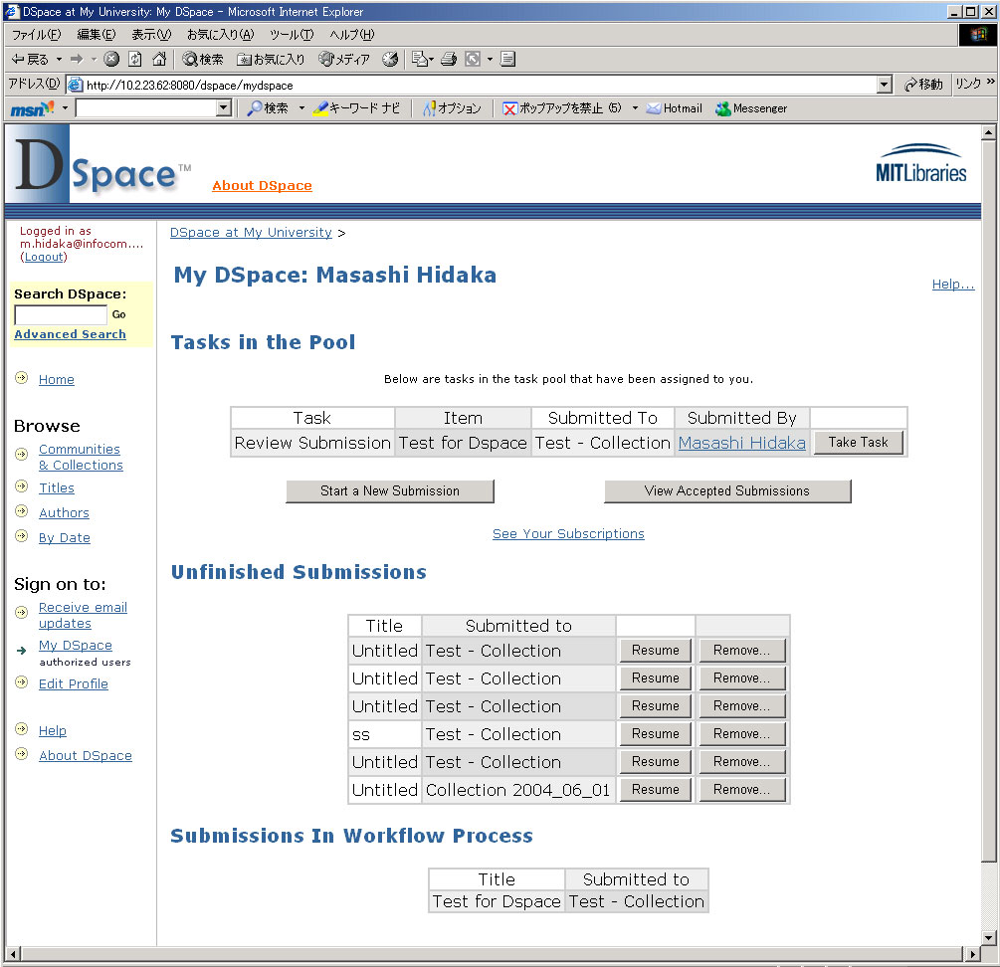 DSpace at My University: My DSpace - Microsoft Internet Explorer
ファイル(F) 編集(E) 表示(V) お気に入り(A) ツール(T) ヘルプ(H)
戻る 検索 お気に入り メディア
アドレス(D) http://10.2.23.62:8080/dspace/mydspace 移動 リンク »
msn 検索 キーワード ナビ オプション ポップアップを禁止 (5) Hotmail Messenger
DSpace™ About DSpace MITLibraries
Logged in as
m.hidaka@infocom....
(Logout)
Search DSpace:
Go
Advanced Search
Home
Browse
Communities
& Collections
Titles
Authors
By Date
Sign on to:
Receive email
updates
My DSpace
authorized users
Edit Profile
Help
About DSpace
DSpace at My University >
My DSpace: Masashi Hidaka
Help...
Tasks in the Pool
Below are tasks in the task pool that have been assigned to you.
Task Item Submitted To Submitted By
Review Submission Test for Dspace Test - Collection Masashi Hidaka Take Task
Start a New Submission View Accepted Submissions
See Your Subscriptions
Unfinished Submissions
Title Submitted to
Untitled Test - Collection Resume Remove...
Untitled Test - Collection Resume Remove...
Untitled Test - Collection Resume Remove...
ss Test - Collection Resume Remove...
Untitled Test - Collection Resume Remove...
Untitled Collection 2004_06_01 Resume Remove...
Submissions In Workflow Process
Title Submitted to
Test for Dspace Test - Collection